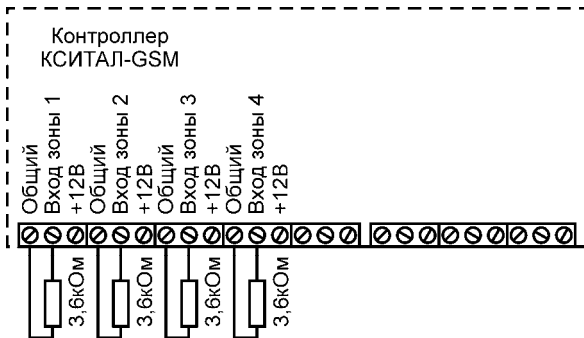 Контроллер
КСИТАЛ-GSM
Общий
Вход зоны 1
+12В
Общий
Вход зоны 2
+12В
Общий
Вход зоны 3
+12В
Общий
Вход зоны 4
+12В
3,6кОм
3,6кОм
3,6кОм
3,6кОм